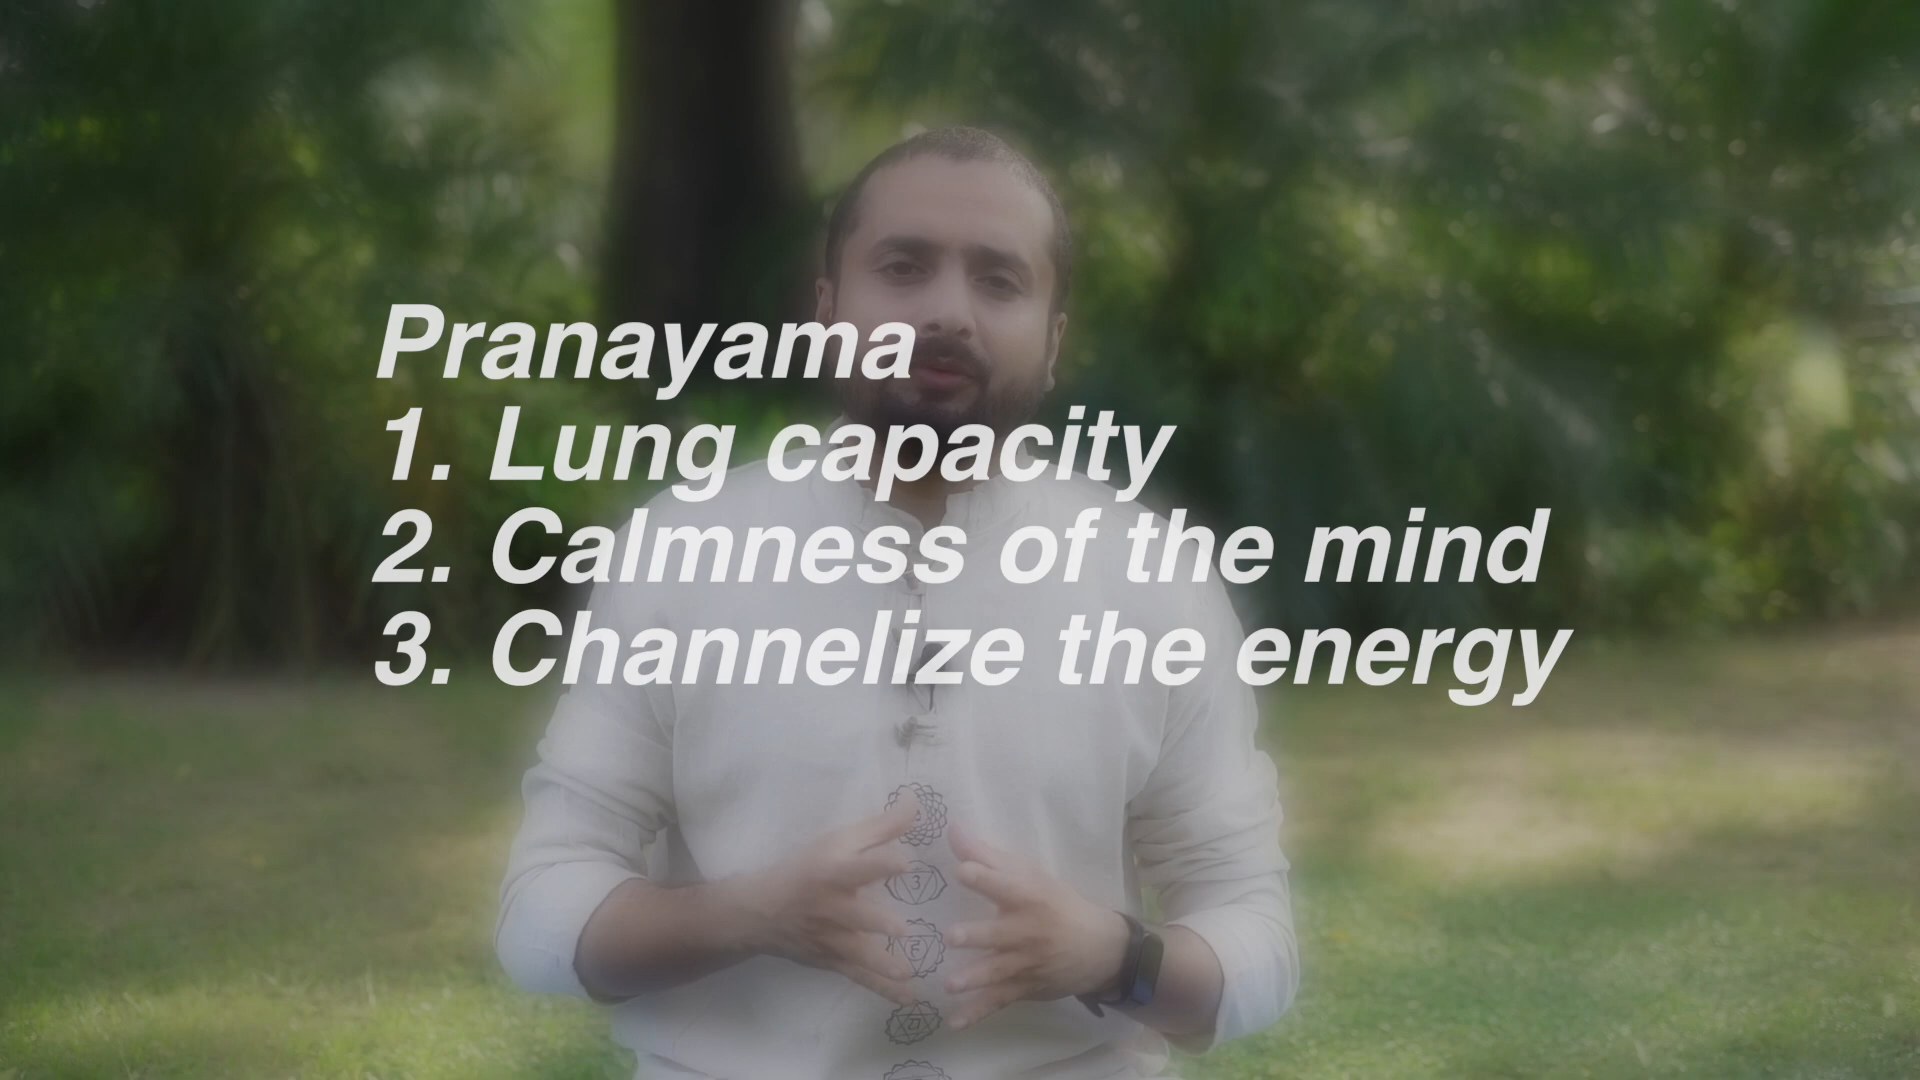 Pranayama
1. Lung capacity
2. Calmness of the mind
3. Channelize the energy